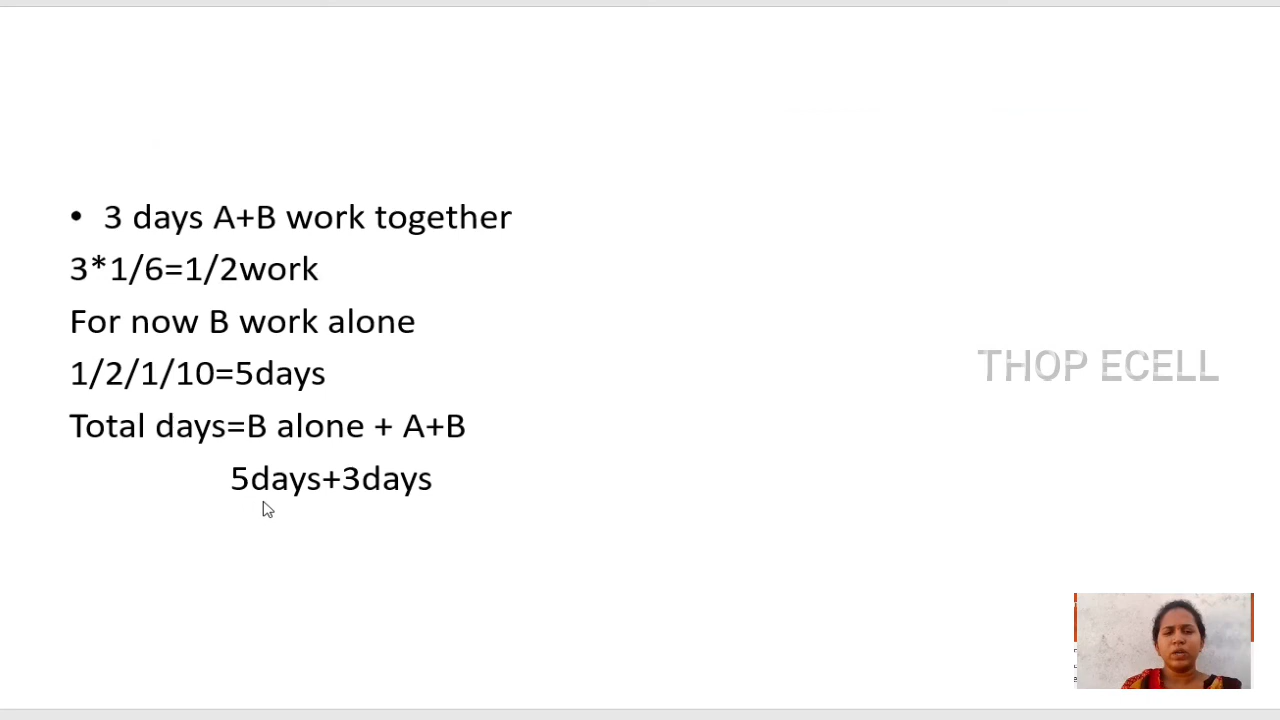 • 3 days A+B work together
3*1/6=1/2work
For now B work alone
1/2/1/10=5days
THOP ECELL
Total days=B alone + A+B
5days+3days